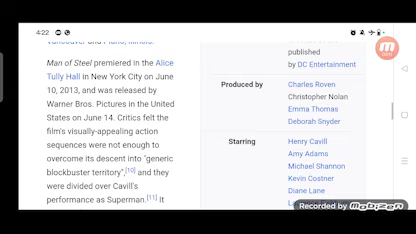 4:22
Vancouver and Plano, Illinois.
Man of Steel premiered in the Alice
Tully Hall in New York City on June
10, 2013, and was released by
Warner Bros. Pictures in the United
States on June 14. Critics felt the
film's visually-appealing action
sequences were not enough to
overcome its descent into "generic
blockbuster territory",[10] and they
were divided over Cavill's
performance as Superman.[11] It
published
by DC Entertainment
Produced by
Charles Roven
Christopher Nolan
Emma Thomas
Deborah Snyder
Starring
Henry Cavill
Amy Adams
Michael Shannon
Kevin Costner
Diane Lane
Recorded by Mobizen